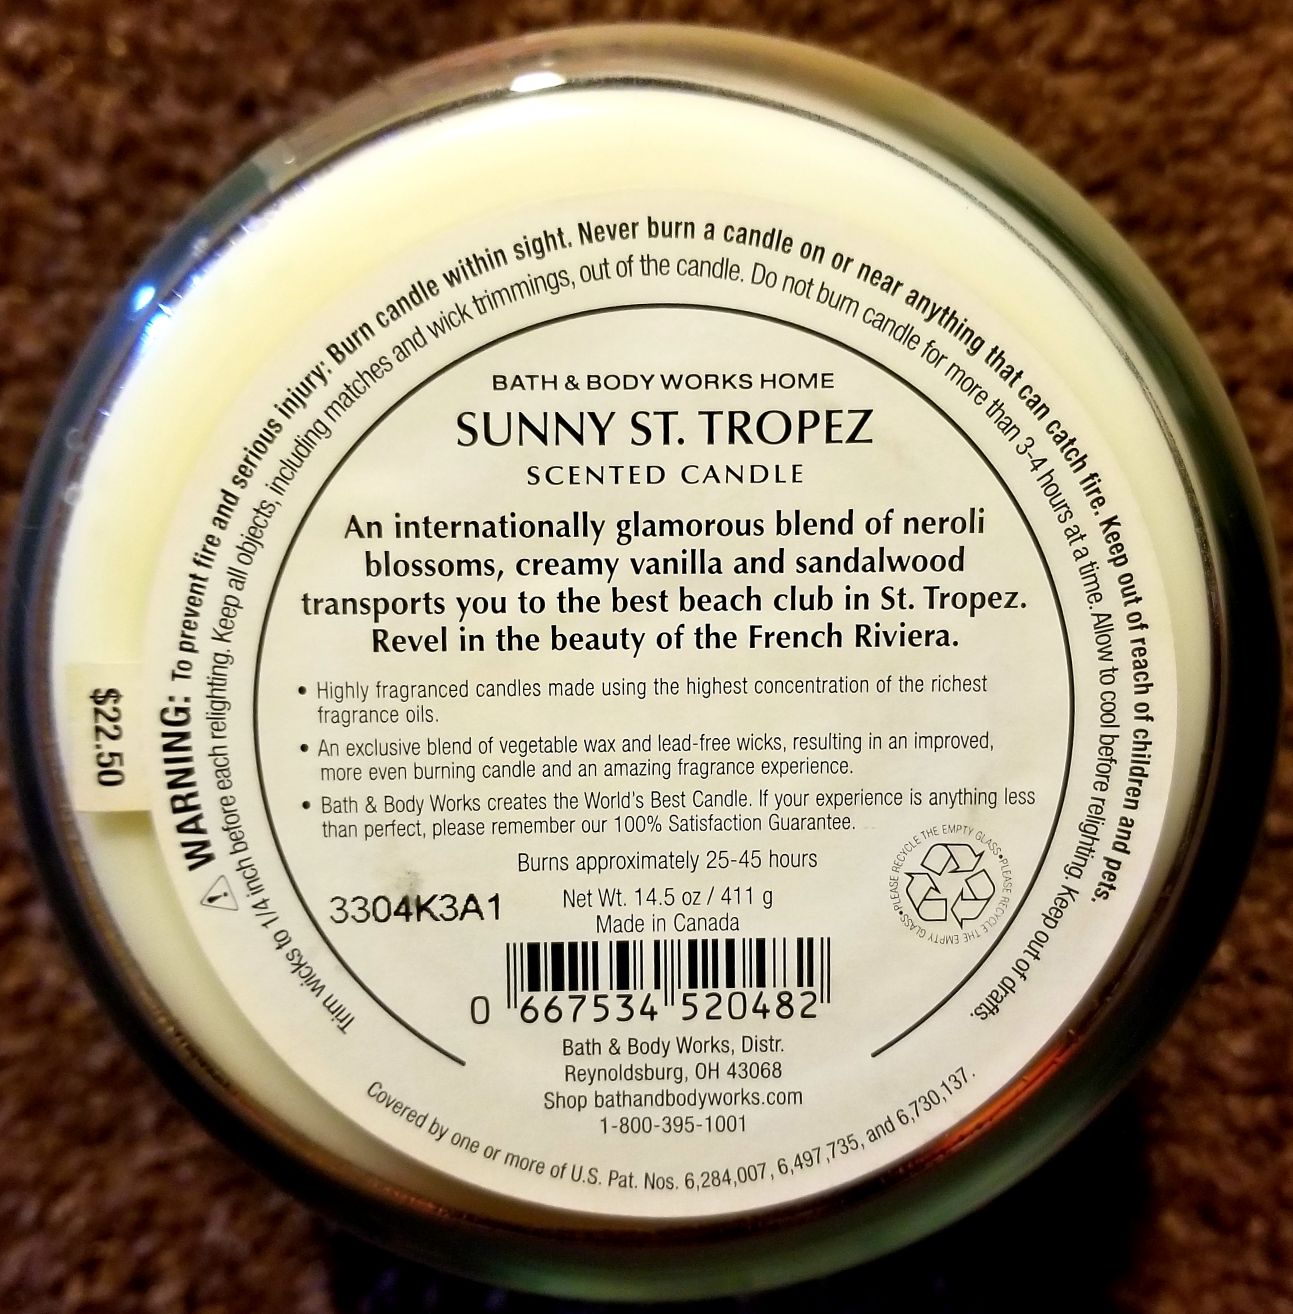 WARNING: To prevent fire and serious injury: Burn candle within sight. Never burn a candle on or near anything that can catch fire. Keep out of reach of children and pets.
Trim wicks to 1/4 inch before each relighting. Keep all objects, including matches and wick trimmings, out of the candle. Do not burn candle for more than 3-4 hours at a time. Allow to cool before relighting. Keep out of drafts.
BATH & BODY WORKS HOME
SUNNY ST. TROPEZ
SCENTED CANDLE
An internationally glamorous blend of neroli
blossoms, creamy vanilla and sandalwood
transports you to the best beach club in St. Tropez.
Revel in the beauty of the French Riviera.
• Highly fragranced candles made using the highest concentration of the richest
fragrance oils.
• An exclusive blend of vegetable wax and lead-free wicks, resulting in an improved,
more even burning candle and an amazing fragrance experience.
• Bath & Body Works creates the World's Best Candle. If your experience is anything less
than perfect, please remember our 100% Satisfaction Guarantee.
Burns approximately 25-45 hours
3304K3A1
Net Wt. 14.5 oz / 411 g
Made in Canada
•PLEASE RECYCLE THE EMPTY GLASS•PLEASE RECYCLE THE EMPTY GLASS
0 667534 520482
Bath & Body Works, Distr.
Reynoldsburg, OH 43068
Shop bathandbodyworks.com
1-800-395-1001
Covered by one or more of U.S. Pat. Nos. 6,284,007, 6,497,735, and 6,730,137.
$22.50